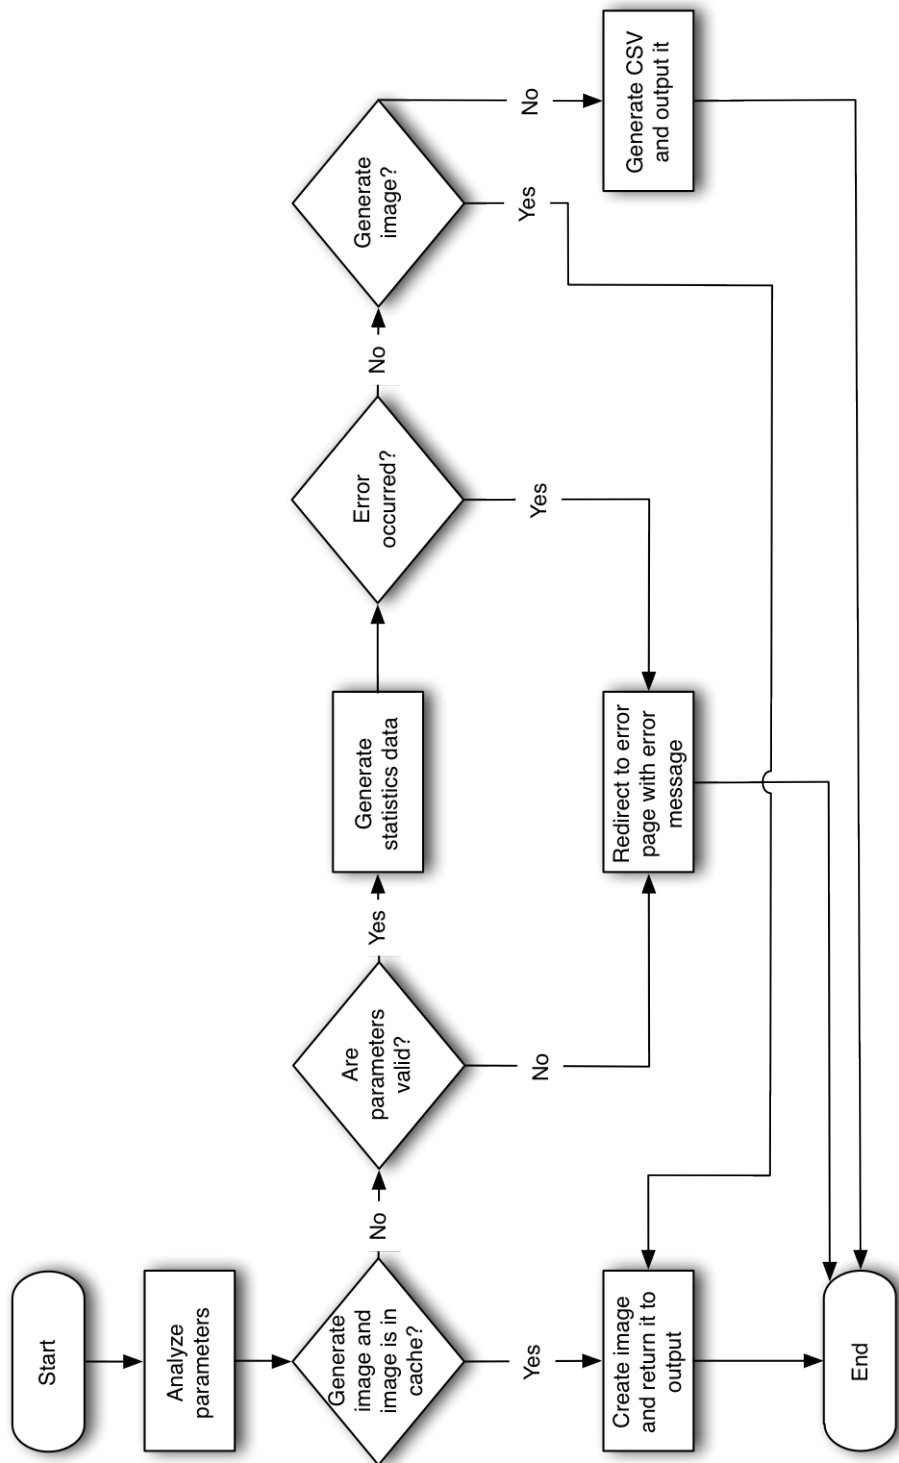 Start
Analyze
parameters
Generate
image and
image is in
cache?
No
Are
parameters
valid?
Yes
Generate
statistics data
Error
occurred?
No
Generate
image?
Yes
No
Yes
Yes
No
Create image
and return it to
output
Redirect to error
page with error
message
Generate CSV
and output it
End